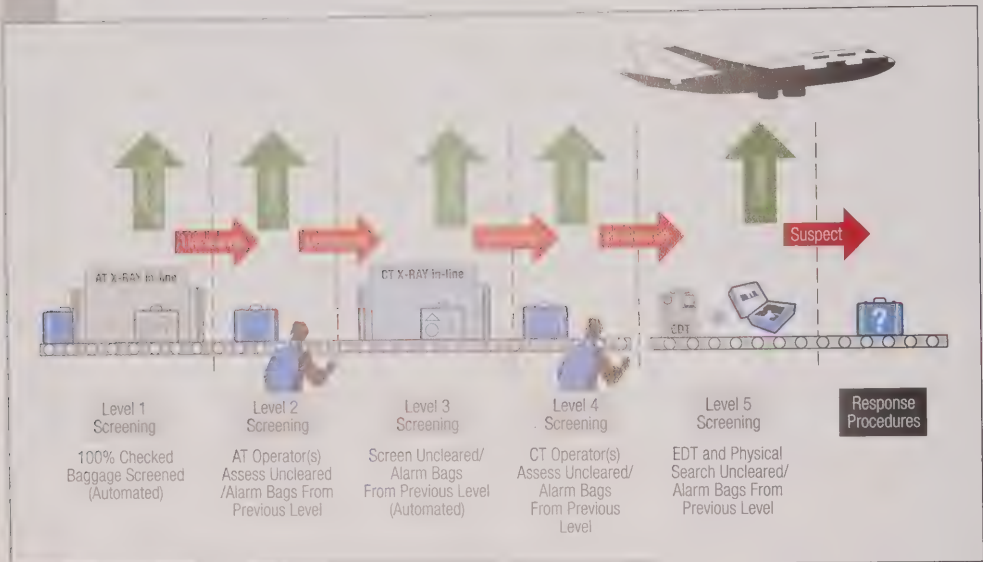 Suspect
AT X-RAY in-line
CT X-RAY in-line
EDT
?
Level 1
Screening
100% Checked
Baggage Screened
(Automated)
Level 2
Screening
AT Operator(s)
Assess Uncleared
/Alarm Bags From
Previous Level
Level 3
Screening
Screen Uncleared/
Alarm Bags
From Previous Level
(Automated)
Level 4
Screening
CT Operator(s)
Assess Uncleared/
Alarm Bags
From Previous
Level
Level 5
Screening
EDT and Physical
Search Uncleared/
Alarm Bags From
Previous Level
Response
Procedures